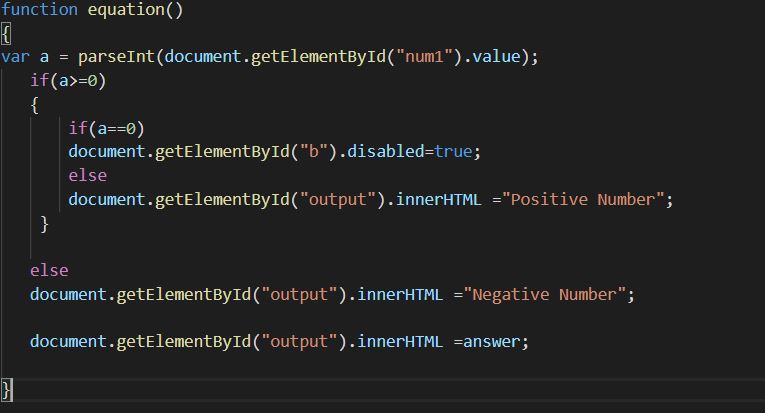 function equation()
{
var a = parseInt(document.getElementById("num1").value);
if(a>=0)
{
if(a==0)
document.getElementById("b").disabled=true;
else
document.getElementById("output").innerHTML ="Positive Number";
}
else
document.getElementById("output").innerHTML ="Negative Number";
document.getElementById("output").innerHTML =answer;
}